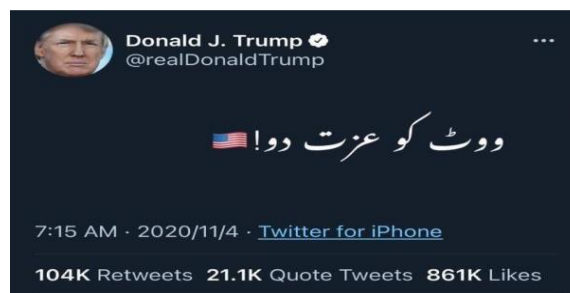 Donald J. Trump
@realDonaldTrump
ووٹ کو عزت دو!
7:15 AM · 2020/11/4 · Twitter for iPhone
104K Retweets 21.1K Quote Tweets 861K Likes